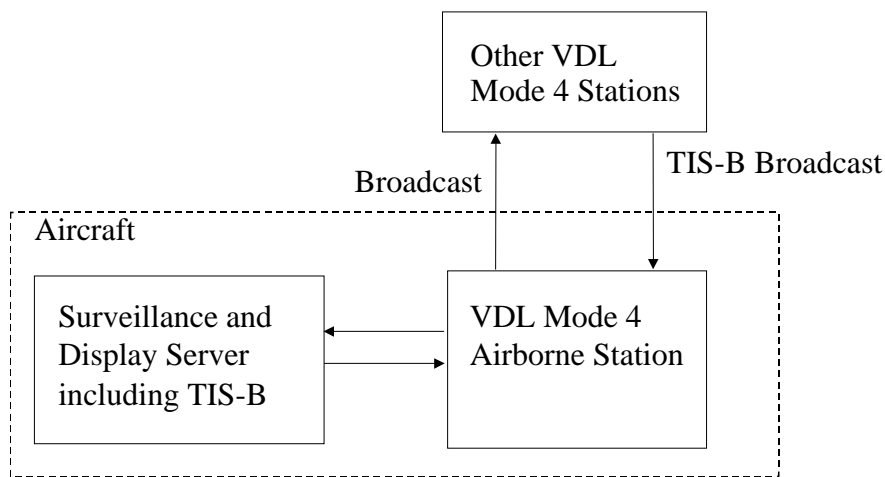 Other VDL
Mode 4 Stations
Broadcast
TIS-B Broadcast
Aircraft
Surveillance and
Display Server
including TIS-B
VDL Mode 4
Airborne Station